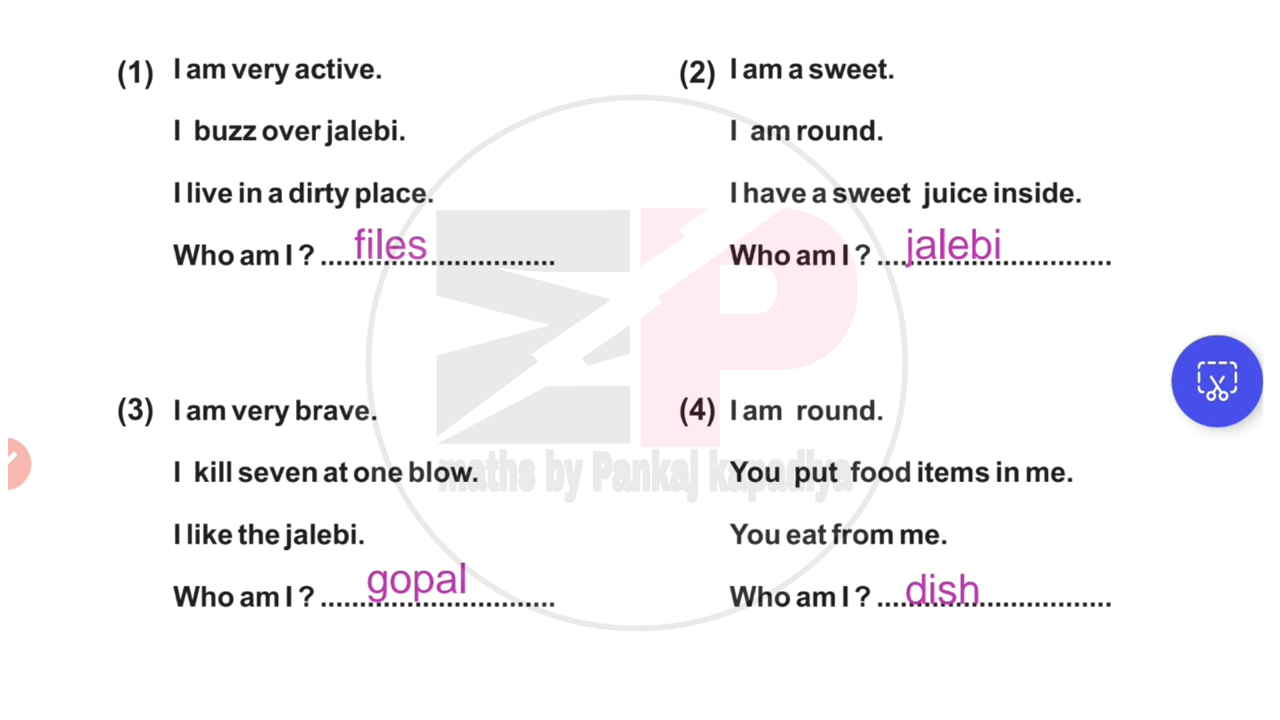 (1) I am very active.
I buzz over jalebi.
I live in a dirty place.
Who am I ? .............................. files
(2) I am a sweet.
I am round.
I have a sweet juice inside.
Who am I ? .............................. jalebi
(3) I am very brave.
I kill seven at one blow.
I like the jalebi.
Who am I ? .............................. gopal
(4) I am round.
You put food items in me.
You eat from me.
Who am I ? .............................. dish
maths by Pankaj kapadiya